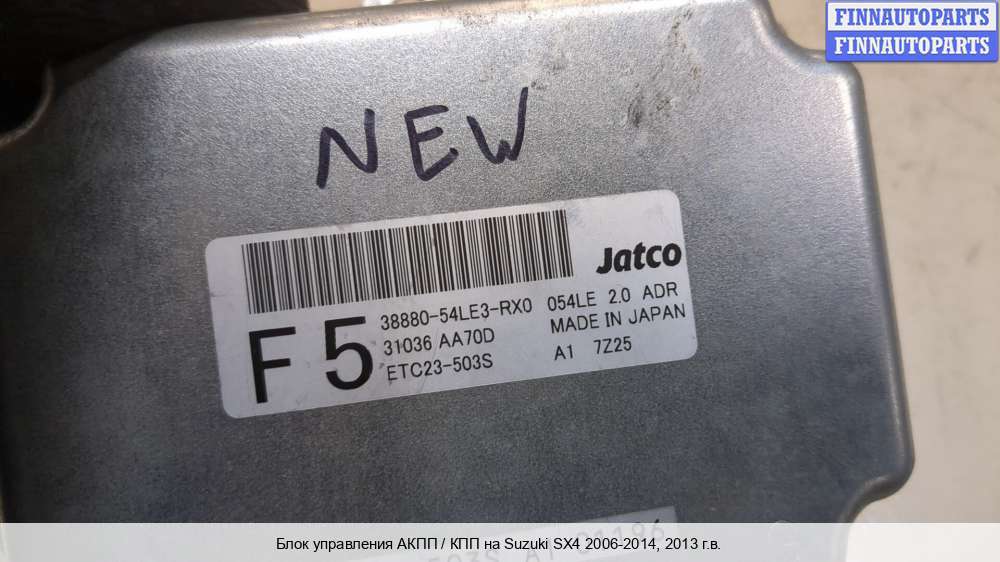 FINNAUTOPARTS
FINNAUTOPARTS
NEW
Jatco
F5
38880-54LE3-RX0 054LE 2.0 ADR
31036 AA70D MADE IN JAPAN
ETC23-503S A1 7Z25
Блок управления АКПП / КПП на Suzuki SX4 2006-2014, 2013 г.в.